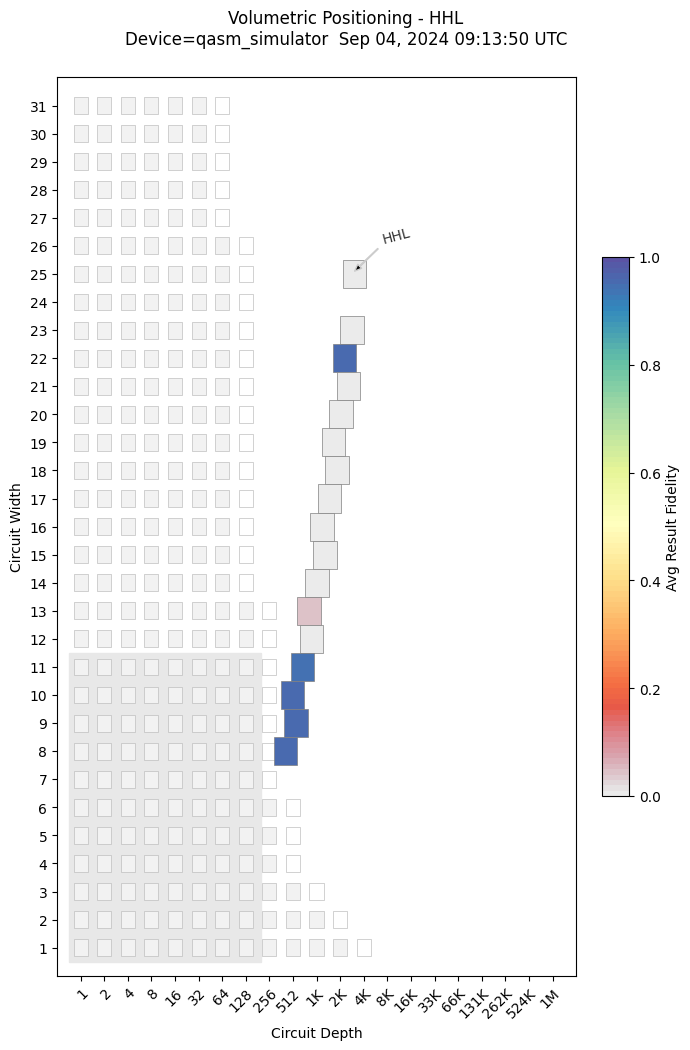 Volumetric Positioning - HHL
Device=qasm_simulator  Sep 04, 2024 09:13:50 UTC
31
30
29
28
27
26
25
24
23
22
21
20
19
18
17
16
15
14
13
12
11
10
9
8
7
6
5
4
3
2
1
Circuit Width
HHL
1
2
4
8
16
32
64
128
256
512
1K
2K
4K
8K
16K
33K
66K
131K
262K
524K
1M
Circuit Depth
1.0
0.8
0.6
0.4
0.2
0.0
Avg Result Fidelity